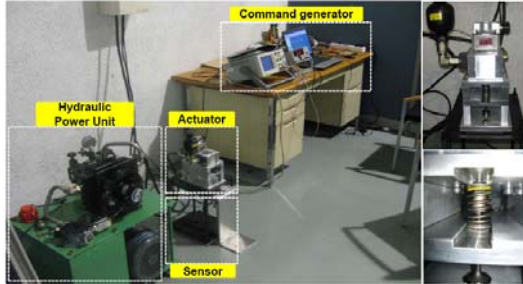 Command generator
Hydraulic
Power Unit
Actuator
Sensor